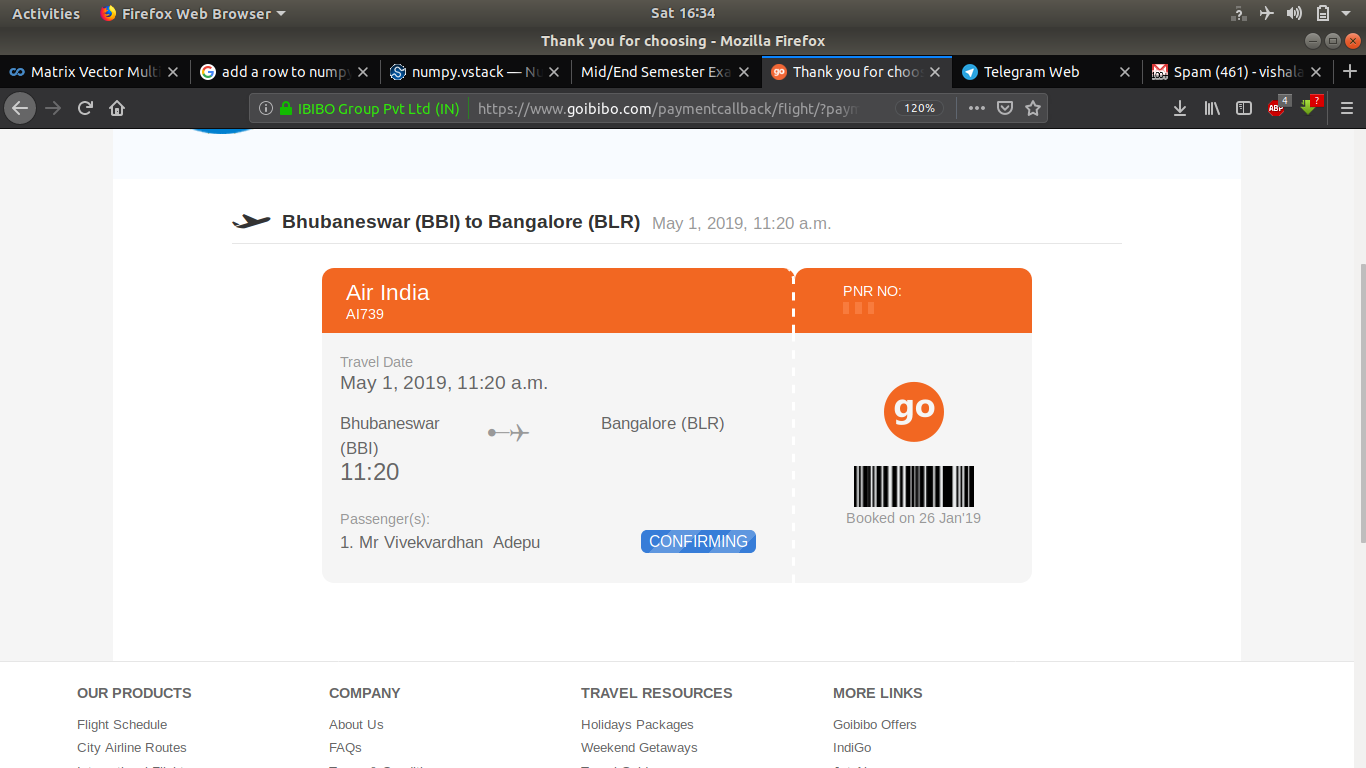 Activities Firefox Web Browser Sat 16:34
Thank you for choosing - Mozilla Firefox
Matrix Vector Multi add a row to numpy numpy.vstack — Nu Mid/End Semester Exa go Thank you for choos Telegram Web Spam (461) - vishala
IBIBO Group Pvt Ltd (IN) https://www.goibibo.com/paymentcallback/flight/?paym 120% ABP 4 ?
Bhubaneswar (BBI) to Bangalore (BLR) May 1, 2019, 11:20 a.m.
Air India
AI739
PNR NO:
Travel Date
May 1, 2019, 11:20 a.m.
Bhubaneswar
(BBI)
11:20
Bangalore (BLR)
Passenger(s):
1. Mr Vivekvardhan Adepu
CONFIRMING
go
Booked on 26 Jan'19
OUR PRODUCTS COMPANY TRAVEL RESOURCES MORE LINKS
Flight Schedule About Us Holidays Packages Goibibo Offers
City Airline Routes FAQs Weekend Getaways IndiGo